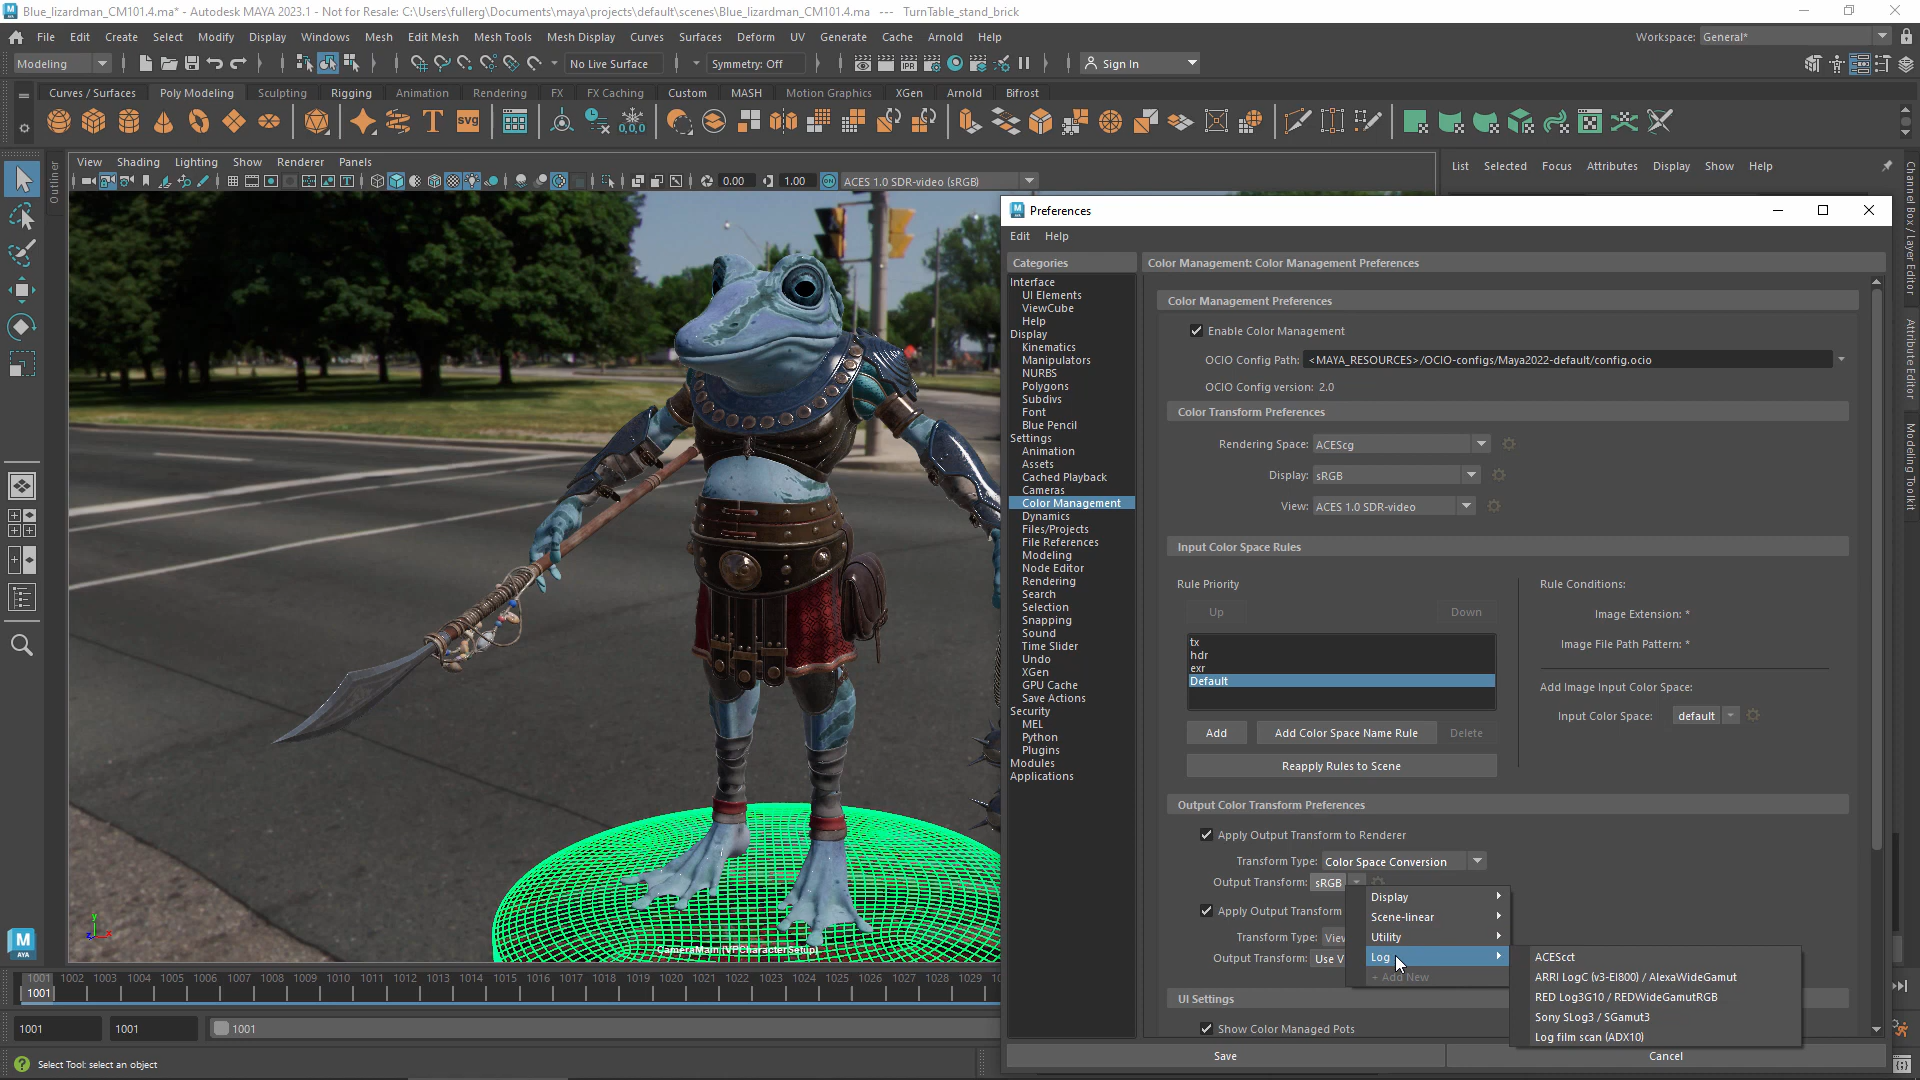 Blue_lizardman_CM101.4.ma* - Autodesk MAYA 2023.1 - Not for Resale: C:\Users\fullerg\Documents\maya\projects\default\scenes\Blue_lizardman_CM101.4.ma --- TurnTable_stand_brick
File Edit Create Select Modify Display Windows Mesh Edit Mesh Mesh Tools Mesh Display Curves Surfaces Deform UV Generate Cache Arnold Help
Workspace: General*
Modeling
No Live Surface
Symmetry: Off
Sign In
Curves / Surfaces Poly Modeling Sculpting Rigging Animation Rendering FX FX Caching Custom MASH Motion Graphics XGen Arnold Bifrost
View Shading Lighting Show Renderer Panels
0.00 1.00 ACES 1.0 SDR-video (sRGB)
Outliner
List Selected Focus Attributes Display Show Help
Channel Box / Layer Editor
Attribute Editor
Modeling Toolkit
Preferences
Edit Help
Categories
Interface
UI Elements
ViewCube
Help
Display
Kinematics
Manipulators
NURBS
Polygons
Subdivs
Font
Blue Pencil
Settings
Animation
Assets
Cached Playback
Cameras
Color Management
Dynamics
Files/Projects
File References
Modeling
Node Editor
Rendering
Search
Selection
Snapping
Sound
Time Slider
Undo
XGen
GPU Cache
Save Actions
Security
MEL
Python
Plugins
Modules
Applications
Color Management: Color Management Preferences
Color Management Preferences
Enable Color Management
OCIO Config Path: <MAYA_RESOURCES>/OCIO-configs/Maya2022-default/config.ocio
OCIO Config version: 2.0
Color Transform Preferences
Rendering Space: ACEScg
Display: sRGB
View: ACES 1.0 SDR-video
Input Color Space Rules
Rule Priority
Up Down
tx
hdr
exr
Default
Add Add Color Space Name Rule Delete
Reapply Rules to Scene
Rule Conditions:
Image Extension: *
Image File Path Pattern: *
Add Image Input Color Space:
Input Color Space: default
Output Color Transform Preferences
Apply Output Transform to Renderer
Transform Type: Color Space Conversion
Output Transform: sRGB
Apply Output Transform
Transform Type: View
Output Transform: Use V
Display
Scene-linear
Utility
Log
+ Add New
ACEScct
ARRI LogC (v3-EI800) / AlexaWideGamut
RED Log3G10 / REDWideGamutRGB
Sony SLog3 / SGamut3
Log film scan (ADX10)
UI Settings
Show Color Managed Pots
Save Cancel
CameraMain (VPCharacterSetup)
1001 1002 1003 1004 1005 1006 1007 1008 1009 1010 1011 1012 1013 1014 1015 1016 1017 1018 1019 1020 1021 1022 1023 1024 1025 1026 1027 1028 1029
1001
1001 1001 1001
Select Tool: select an object